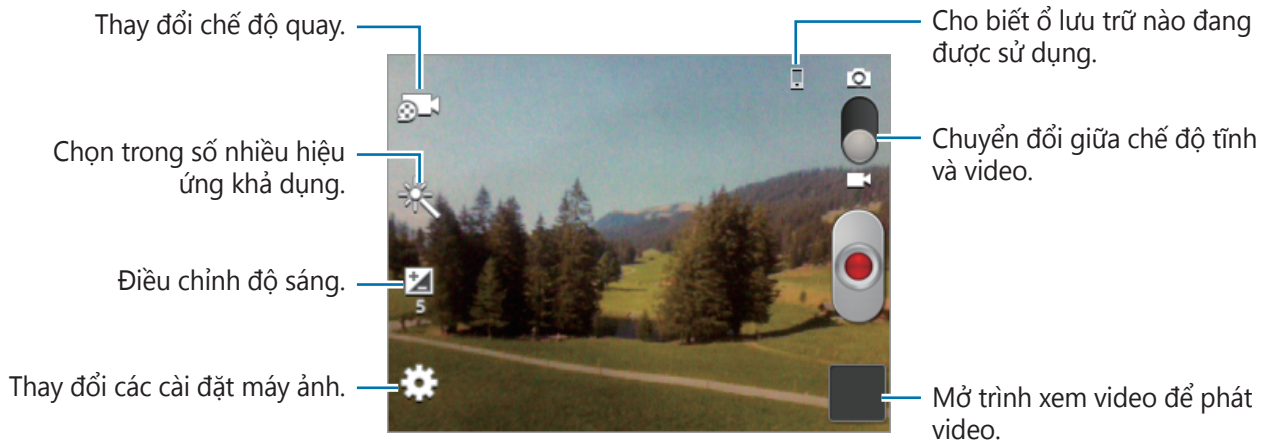 Thay đổi chế độ quay.
Chọn trong số nhiều hiệu
ứng khả dụng.
Điều chỉnh độ sáng.
5
Thay đổi các cài đặt máy ảnh.
Cho biết ổ lưu trữ nào đang
được sử dụng.
Chuyển đổi giữa chế độ tĩnh
và video.
Mở trình xem video để phát
video.